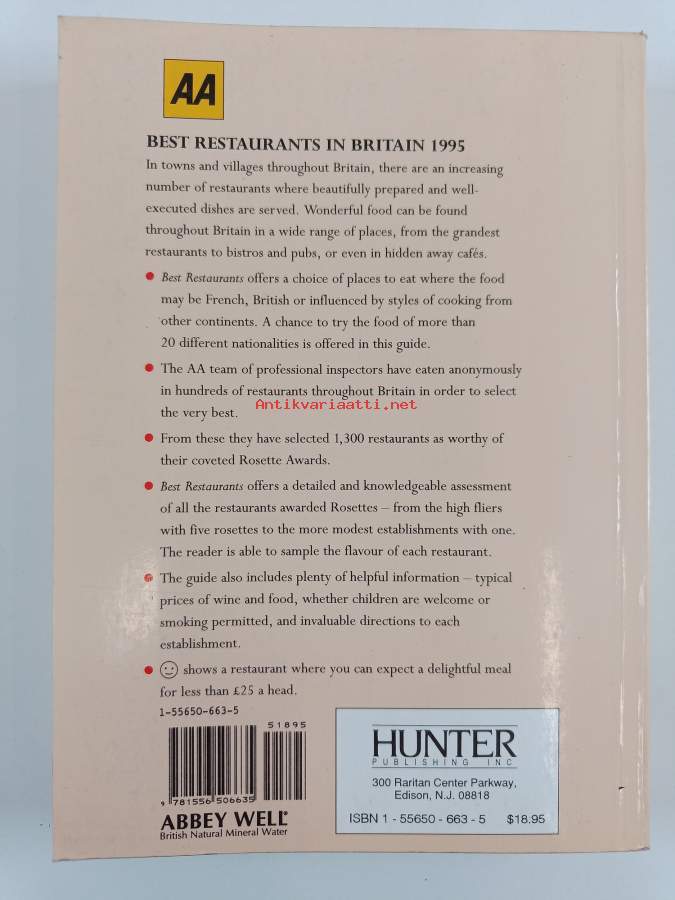 AA
BEST RESTAURANTS IN BRITAIN 1995
In towns and villages throughout Britain, there are an increasing
number of restaurants where beautifully prepared and well-
executed dishes are served. Wonderful food can be found
throughout Britain in a wide range of places, from the grandest
restaurants to bistros and pubs, or even in hidden away cafés.
• Best Restaurants offers a choice of places to eat where the food
may be French, British or influenced by styles of cooking from
other continents. A chance to try the food of more than
20 different nationalities is offered in this guide.
• The AA team of professional inspectors have eaten anonymously
in hundreds of restaurants throughout Britain in order to select
the very best.
Antikvariaatti.net
• From these they have selected 1,300 restaurants as worthy of
their coveted Rosette Awards.
• Best Restaurants offers a detailed and knowledgeable assessment
of all the restaurants awarded Rosettes – from the high fliers
with five rosettes to the more modest establishments with one.
The reader is able to sample the flavour of each restaurant.
• The guide also includes plenty of helpful information – typical
prices of wine and food, whether children are welcome or
smoking permitted, and invaluable directions to each
establishment.
• ☺ shows a restaurant where you can expect a delightful meal
for less than £25 a head.
1-55650-663-5
51895
9 781556 506635
ABBEY WELL®
British Natural Mineral Water
HUNTER
PUBLISHING INC
300 Raritan Center Parkway,
Edison, N.J. 08818
ISBN 1 - 55650 - 663 - 5 $18.95